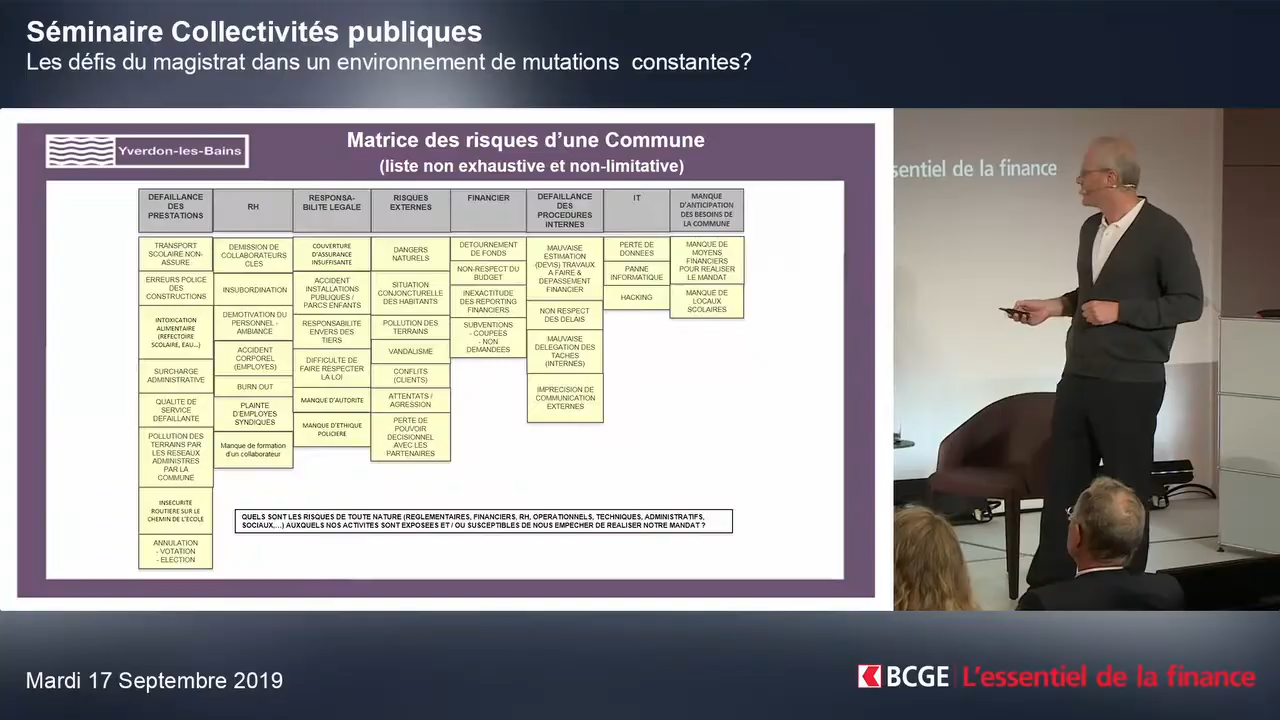 Séminaire Collectivités publiques
Les défis du magistrat dans un environnement de mutations constantes?
Yverdon-les-Bains
Matrice des risques d'une Commune
(liste non exhaustive et non-limitative)
DEFAILLANCE
DES
PRESTATIONS
TRANSPORT
SCOLAIRE NON-
ASSURE
ERREURS POLICE
DES
CONSTRUCTIONS
INTOXICATION
ALIMENTAIRE
(REFECTOIRE
SCOLAIRE, EAU...)
SURCHARGE
ADMINISTRATIVE
QUALITE DE
SERVICE
DEFAILLANTE
POLLUTION DES
TERRAINS PAR
LES RESEAUX
ADMINISTRES
PAR LA
COMMUNE
INSECURITE
ROUTIERE SUR LE
CHEMIN DE L'ECOLE
ANNULATION
- VOTATION
- ELECTION
RH
DEMISSION DE
COLLABORATEURS
CLES
INSUBORDINATION
DEMOTIVATION DU
PERSONNEL -
AMBIANCE
ACCIDENT
CORPOREL
(EMPLOYES)
BURN OUT
PLAINTE
D'EMPLOYES
SYNDIQUES
Manque de formation
d'un collaborateur
RESPONSA-
BILITE LEGALE
COUVERTURE
D'ASSURANCE
INSUFFISANTE
ACCIDENT
INSTALLATIONS
PUBLIQUES /
PARCS ENFANTS
RESPONSABILITE
ENVERS DES
TIERS
DIFFICULTE DE
FAIRE RESPECTER
LA LOI
MANQUE D'AUTORITE
MANQUE D'ETHIQUE
POLICIERE
RISQUES
EXTERNES
DANGERS
NATURELS
SITUATION
CONJONCTURELLE
DES HABITANTS
POLLUTION DES
TERRAINS
VANDALISME
CONFLITS
(CLIENTS)
ATTENTATS /
AGRESSION
PERTE DE
POUVOIR
DECISIONNEL
AVEC LES
PARTENAIRES
FINANCIER
DETOURNEMENT
DE FONDS
NON-RESPECT DU
BUDGET
INEXACTITUDE
DES REPORTING
FINANCIERS
SUBVENTIONS
- COUPEES
- NON
DEMANDEES
DEFAILLANCE
DES
PROCEDURES
INTERNES
MAUVAISE
ESTIMATION
(DEVIS) TRAVAUX
A FAIRE &
DEPASSEMENT
FINANCIER
NON RESPECT
DES DELAIS
MAUVAISE
DELEGATION DES
TACHES
(INTERNES)
IMPRECISION DE
COMMUNICATION
EXTERNES
IT
PERTE DE
DONNEES
PANNE
INFORMATIQUE
HACKING
MANQUE
D'ANTICIPATION
DES BESOINS DE
LA COMMUNE
MANQUE DE
MOYENS
FINANCIERS
POUR REALISER
LE MANDAT
MANQUE DE
LOCAUX
SCOLAIRES
QUELS SONT LES RISQUES DE TOUTE NATURE (REGLEMENTAIRES, FINANCIERS, RH, OPERATIONNELS, TECHNIQUES, ADMINISTRATIFS,
SOCIAUX,...) AUXQUELS NOS ACTIVITES SONT EXPOSEES ET / OU SUSCEPTIBLES DE NOUS EMPECHER DE REALISER NOTRE MANDAT ?
ssentiel de la finance
Mardi 17 Septembre 2019
BCGE L'essentiel de la finance